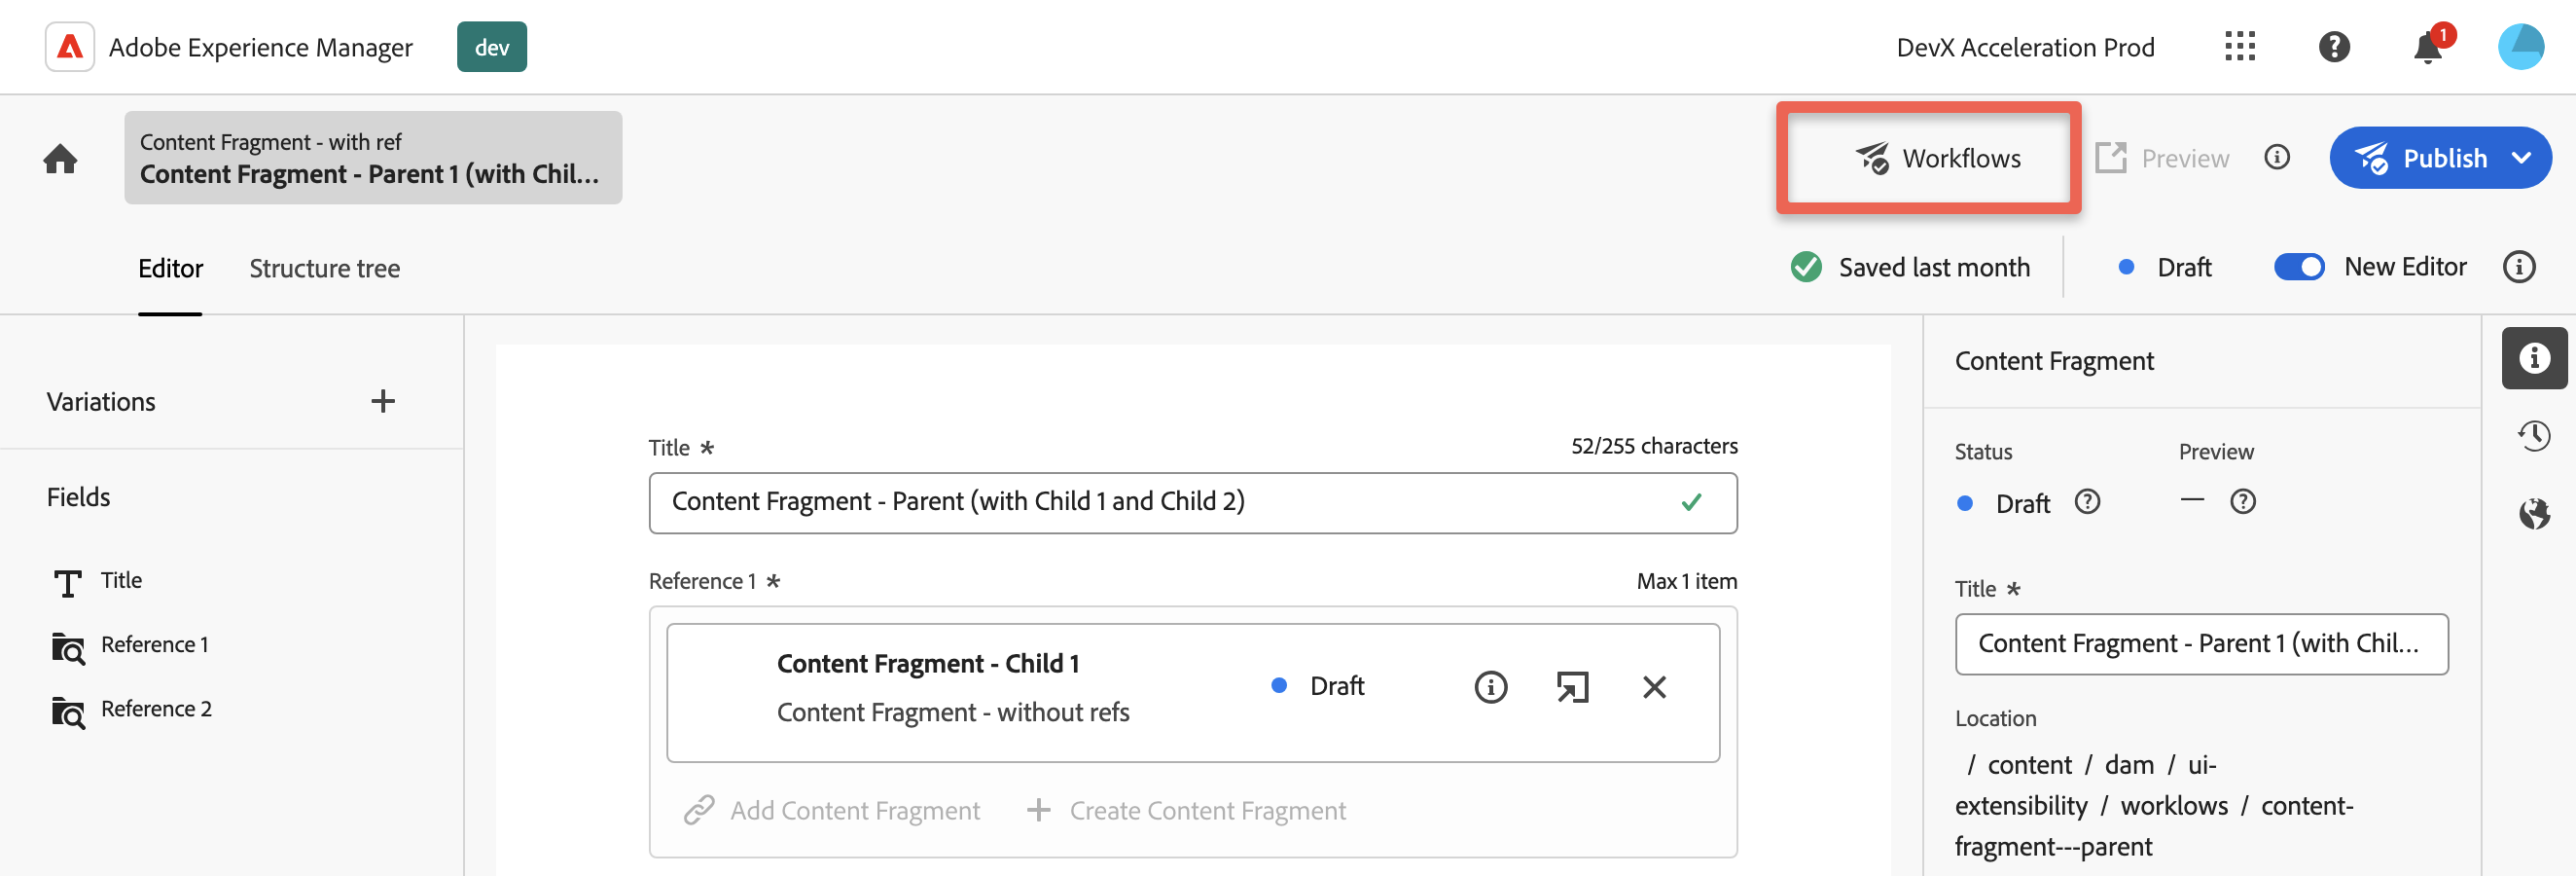 Adobe Experience Manager
dev
DevX Acceleration Prod
1
Content Fragment - with ref
Content Fragment - Parent 1 (with Chil...
Workflows
Preview
Publish
Editor
Structure tree
Saved last month
Draft
New Editor
Variations
Fields
Title
Reference 1
Reference 2
Title *
52/255 characters
Content Fragment - Parent (with Child 1 and Child 2)
Reference 1 *
Max 1 item
Content Fragment - Child 1
Content Fragment - without refs
Draft
Add Content Fragment
Create Content Fragment
Content Fragment
Status
Preview
Draft
—
Title *
Content Fragment - Parent 1 (with Chil...
Location
/ content / dam / ui-
extensibility / worklows / content-
fragment---parent